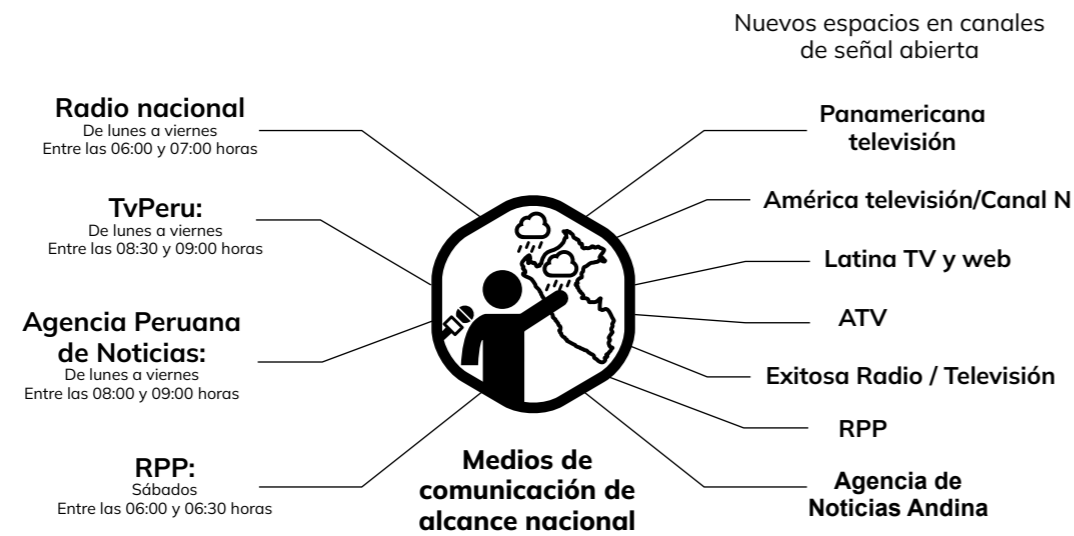 Nuevos espacios en canales
de señal abierta
Radio nacional
De lunes a viernes
Entre las 06:00 y 07:00 horas
TvPeru:
De lunes a viernes
Entre las 08:30 y 09:00 horas
Agencia Peruana
de Noticias:
De lunes a viernes
Entre las 08:00 y 09:00 horas
RPP:
Sábados
Entre las 06:00 y 06:30 horas
Medios de
comunicación de
alcance nacional
Panamericana
televisión
América televisión/Canal N
Latina TV y web
ATV
Exitosa Radio / Televisión
RPP
Agencia de
Noticias Andina